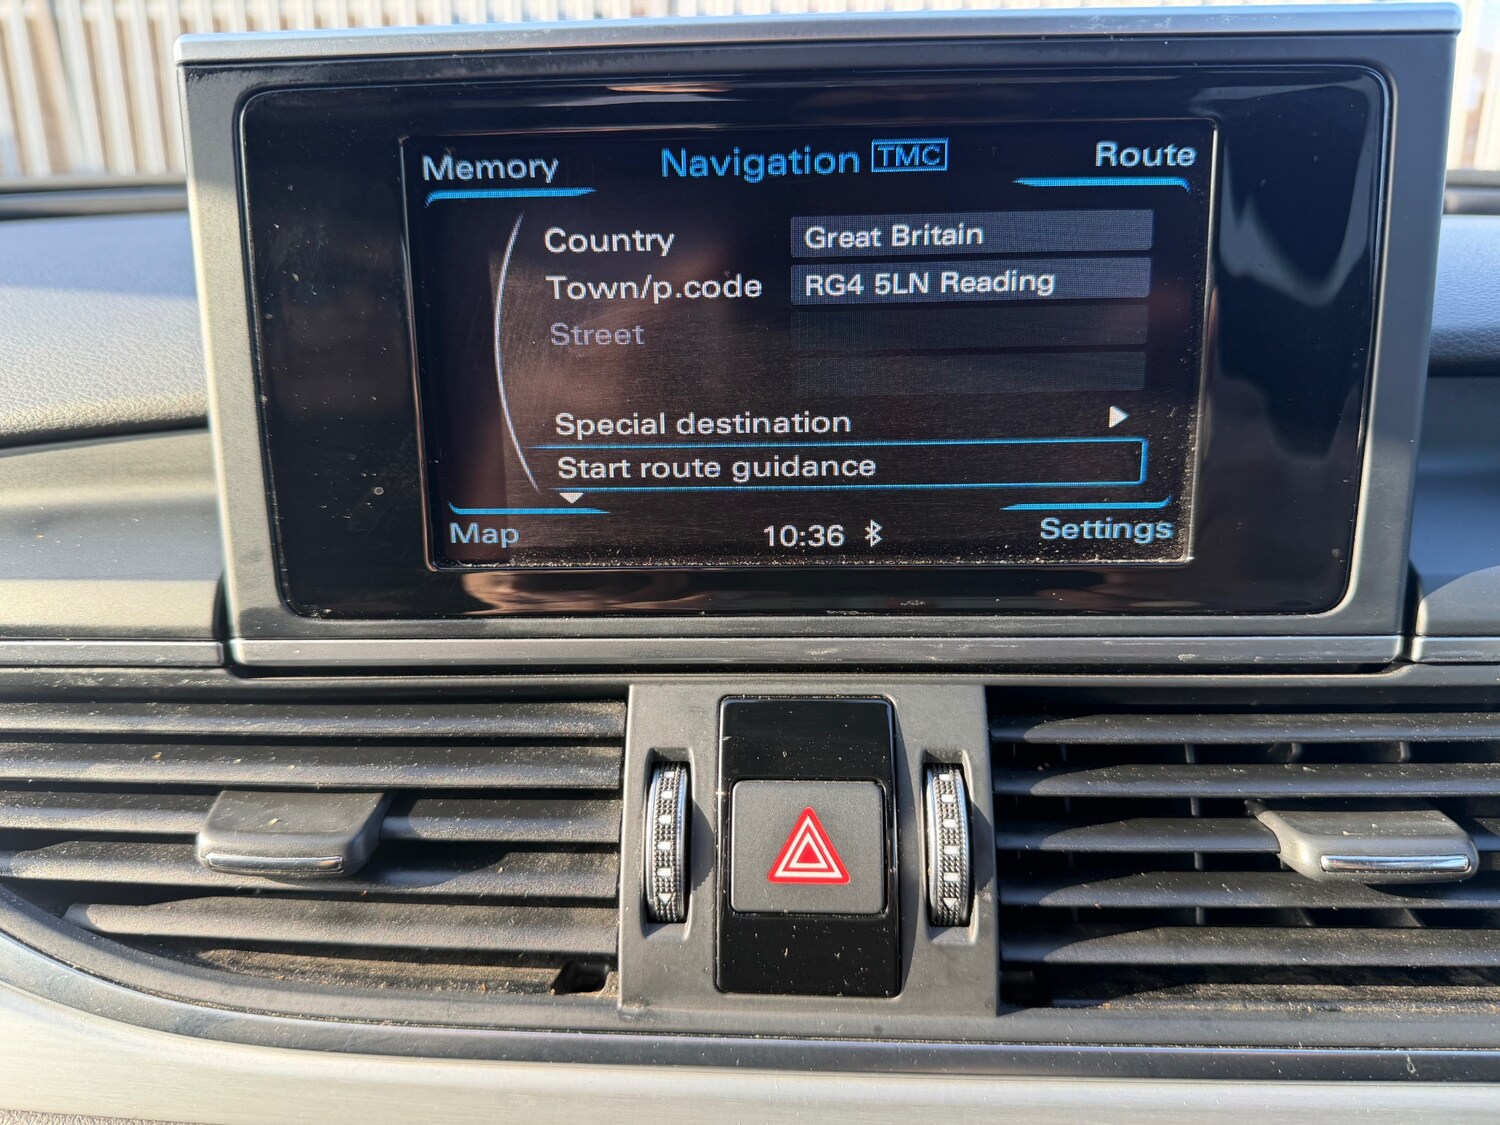 Memory Navigation TMC Route
Country Great Britain
Town/p.code RG4 5LN Reading
Street
Special destination
Start route guidance
Map 10:36 Settings